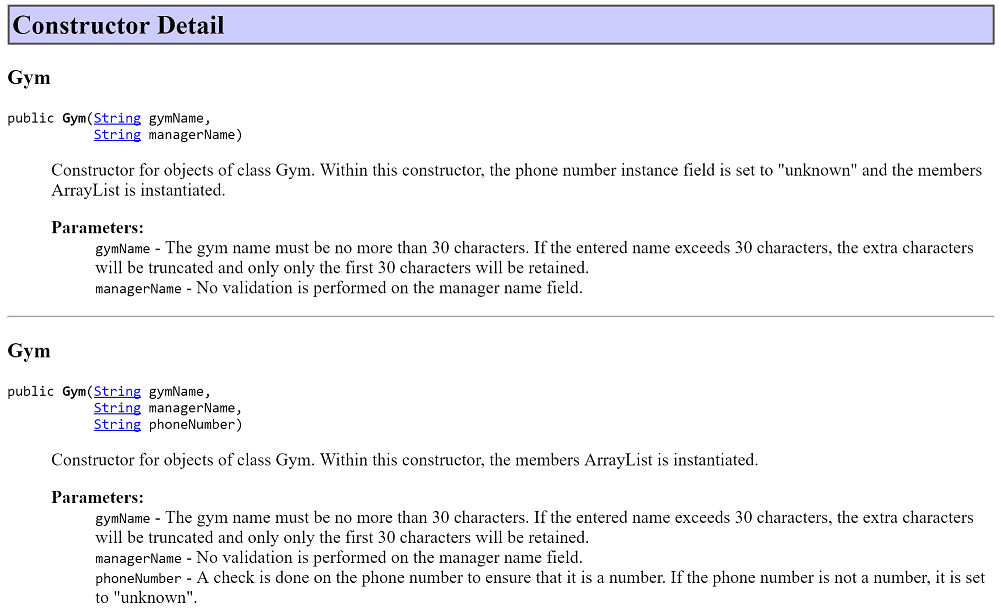 Constructor Detail
Gym
public Gym(String gymName,
String managerName)
Constructor for objects of class Gym. Within this constructor, the phone number instance field is set to "unknown" and the members
ArrayList is instantiated.
Parameters:
gymName - The gym name must be no more than 30 characters. If the entered name exceeds 30 characters, the extra characters
will be truncated and only only the first 30 characters will be retained.
managerName - No validation is performed on the manager name field.
Gym
public Gym(String gymName,
String managerName,
String phoneNumber)
Constructor for objects of class Gym. Within this constructor, the members ArrayList is instantiated.
Parameters:
gymName - The gym name must be no more than 30 characters. If the entered name exceeds 30 characters, the extra characters
will be truncated and only only the first 30 characters will be retained.
managerName - No validation is performed on the manager name field.
phoneNumber - A check is done on the phone number to ensure that it is a number. If the phone number is not a number, it is set
to "unknown".